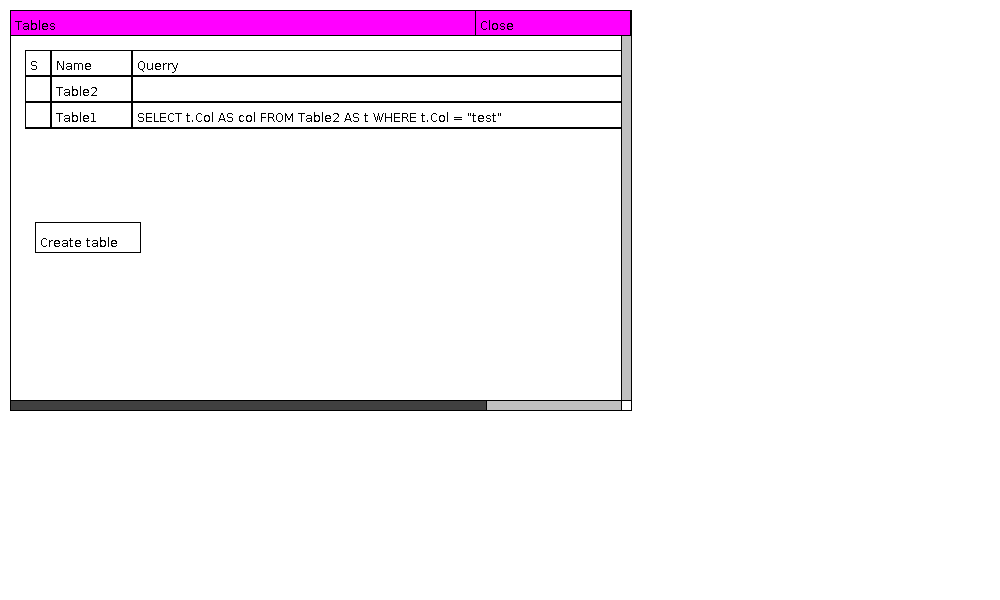 Tables Close
S Name Querry
Table2
Table1 SELECT t.Col AS col FROM Table2 AS t WHERE t.Col = "test"
Create table